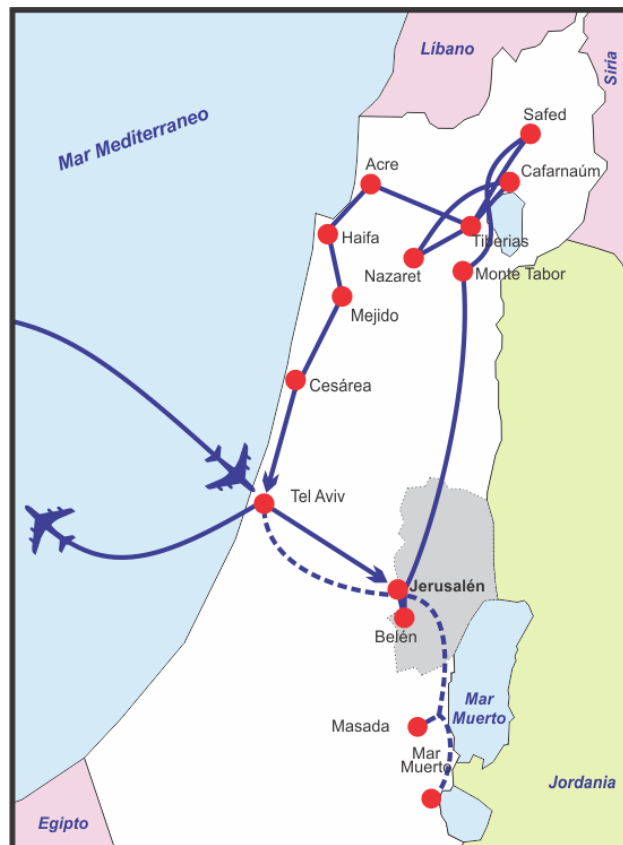 Líbano
Siria
Mar Mediterraneo
Safed
Acre
Cafarnaúm
Haifa
Tiberias
Nazaret
Monte Tabor
Mejido
Cesárea
Tel Aviv
Jerusalén
Belén
Mar
Muerto
Masada
Mar
Muerto
Jordania
Egipto